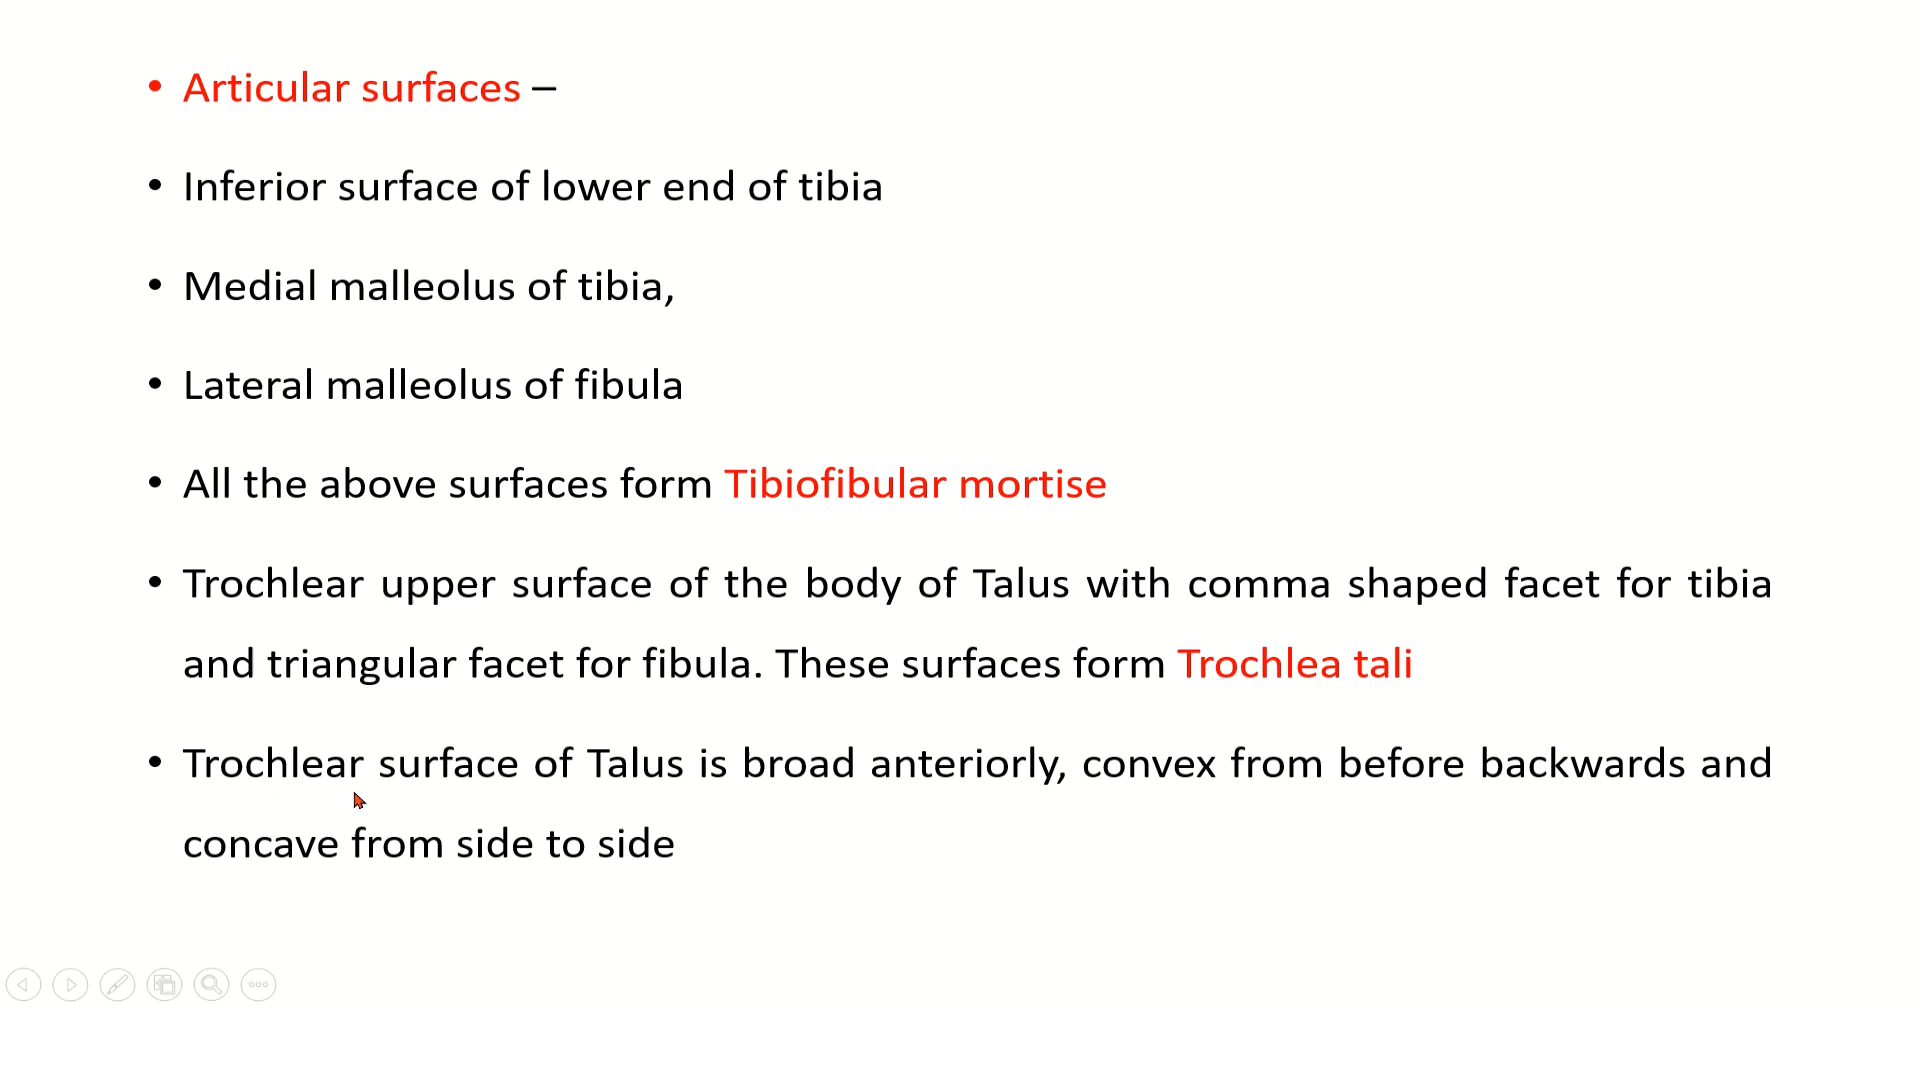 • Articular surfaces –
• Inferior surface of lower end of tibia
• Medial malleolus of tibia,
• Lateral malleolus of fibula
• All the above surfaces form Tibiofibular mortise
• Trochlear upper surface of the body of Talus with comma shaped facet for tibia
and triangular facet for fibula. These surfaces form Trochlea tali
• Trochlear surface of Talus is broad anteriorly, convex from before backwards and
concave from side to side